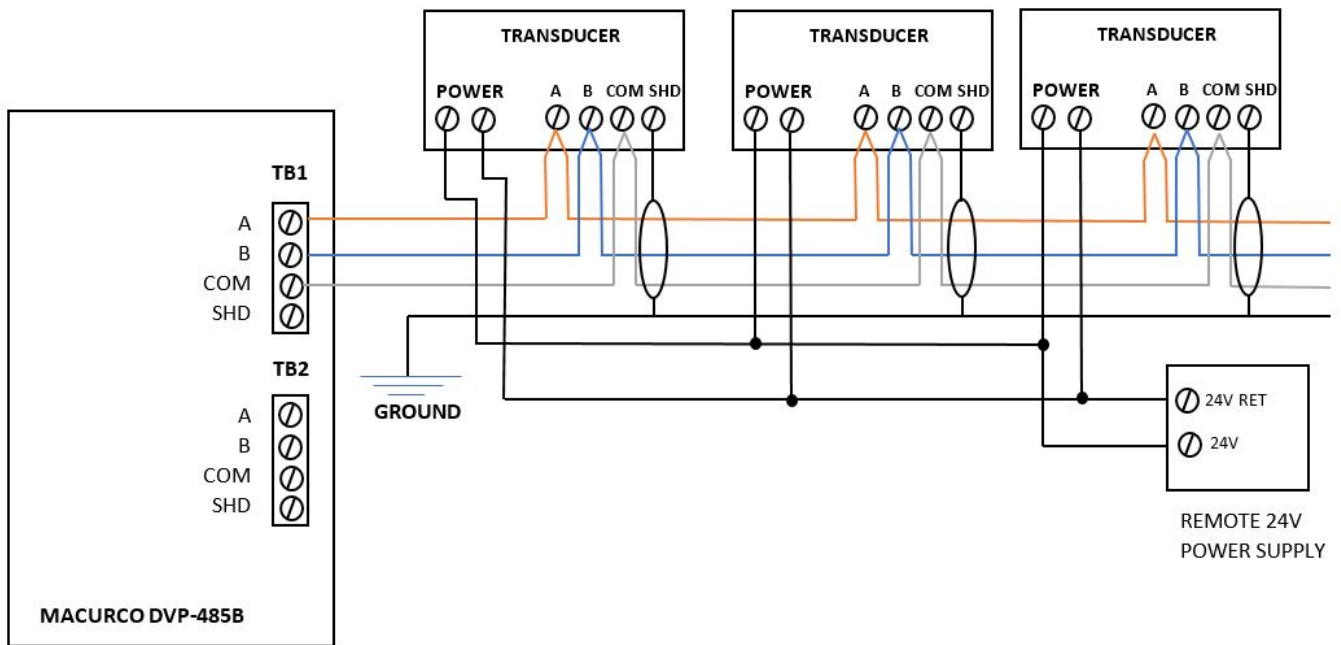 TRANSDUCER
POWER A B COM SHD
TRANSDUCER
POWER A B COM SHD
TRANSDUCER
POWER A B COM SHD
TB1
A
B
COM
SHD
TB2
A
B
COM
SHD
GROUND
24V RET
24V
REMOTE 24V
POWER SUPPLY
MACURCO DVP-485B